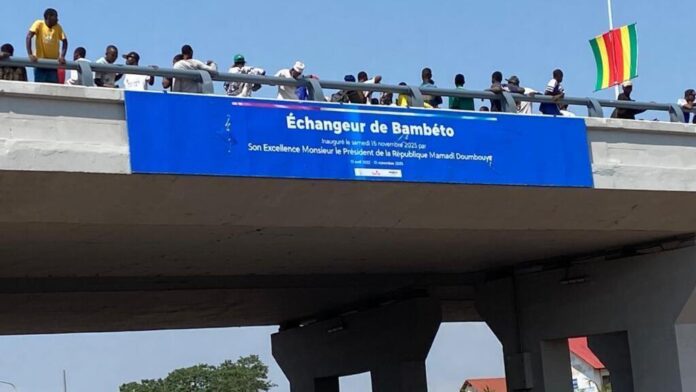 Échangeur de Bambéto
Inauguré le samedi 15 novembre 2025 par
Son Excellence Monsieur le Président de la République Mamadi Doumbouya